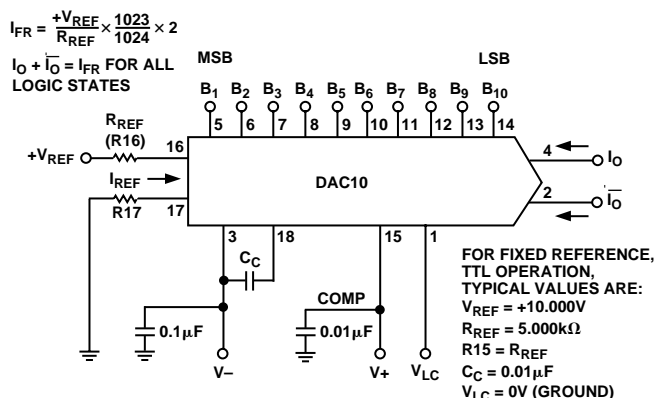 I_FR = +V_REF / R_REF × 1023 / 1024 × 2
I_O + \overline{I_O} = I_FR FOR ALL
LOGIC STATES
MSB
LSB
B1 B2 B3 B4 B5 B6 B7 B8 B9 B10
5 6 7 8 9 10 11 12 13 14
R_REF
(R16)
+V_REF
16
I_REF
R17
17
DAC10
4
I_O
2
\overline{I_O}
3
18
15
1
C_C
COMP
0.1µF
0.01µF
V–
V+
V_LC
FOR FIXED REFERENCE,
TTL OPERATION,
TYPICAL VALUES ARE:
V_REF = +10.000V
R_REF = 5.000kΩ
R15 = R_REF
C_C = 0.01µF
V_LC = 0V (GROUND)